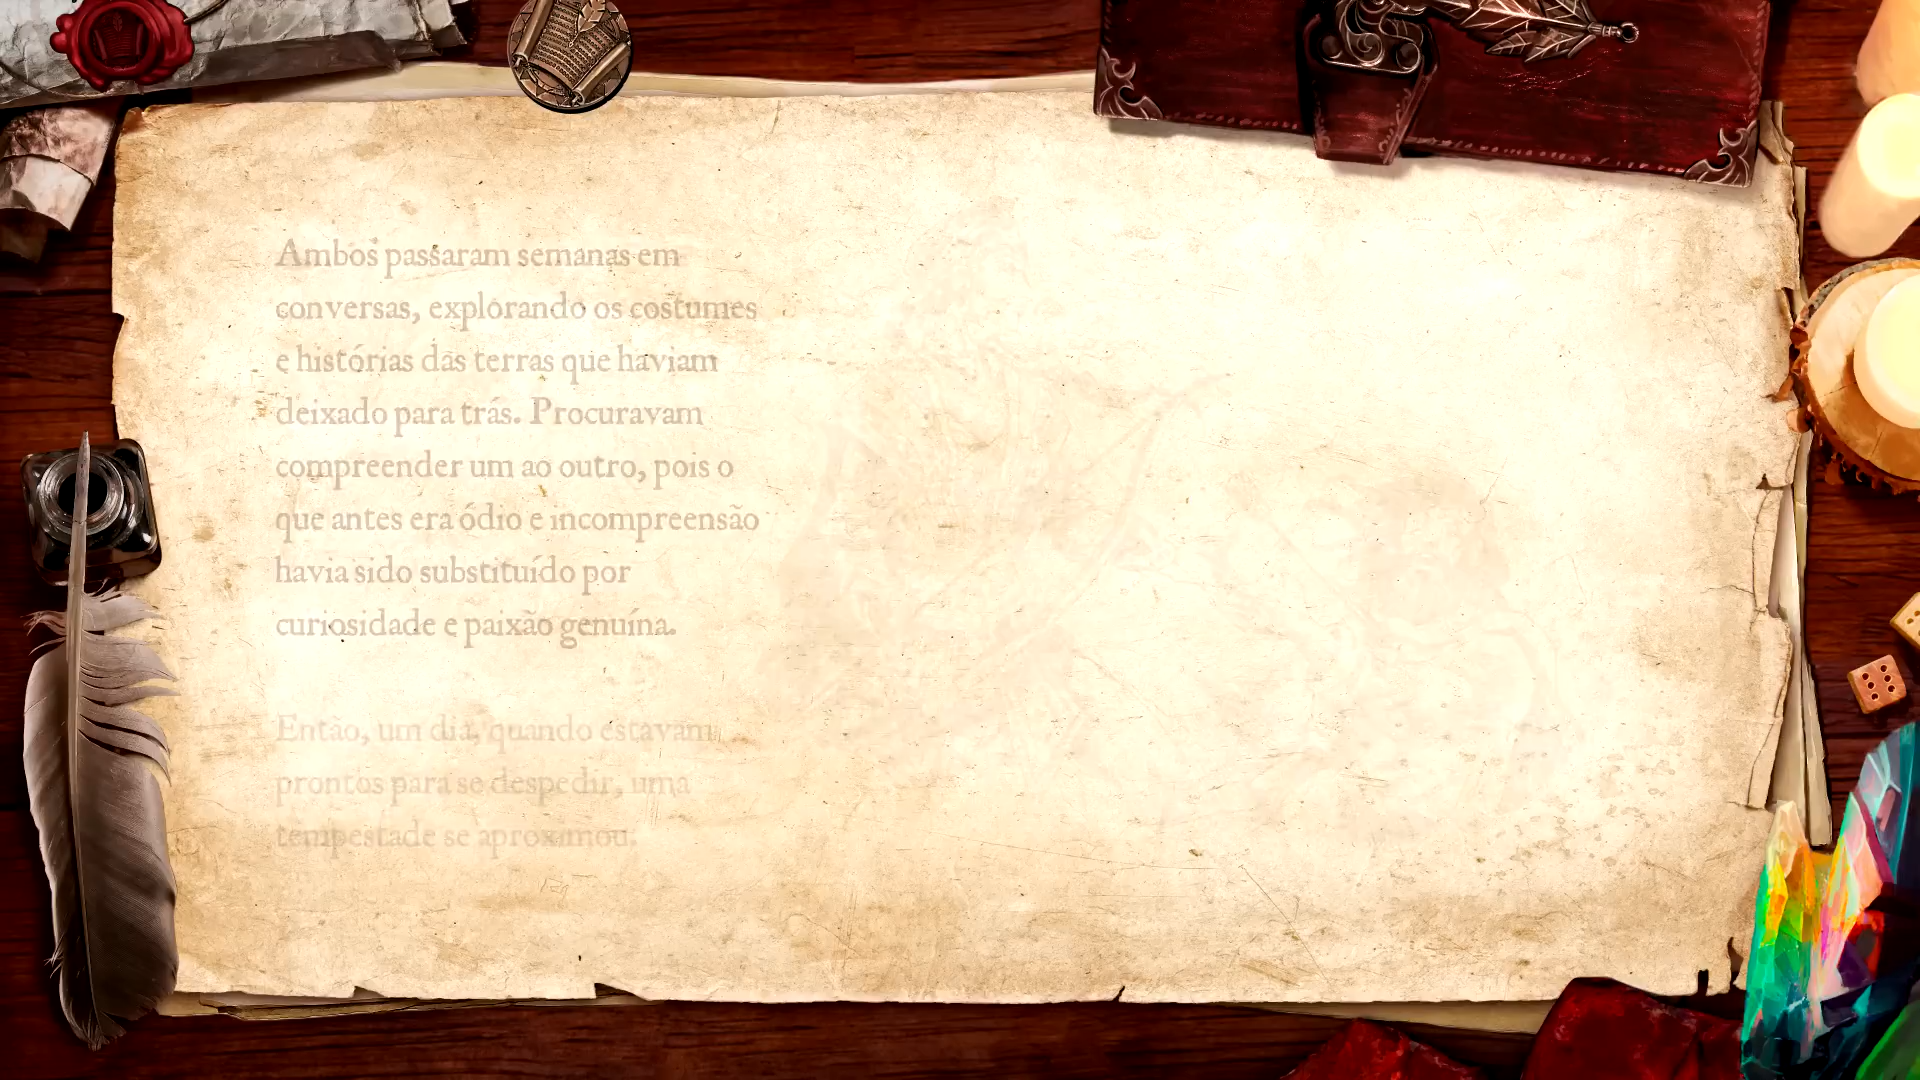 Ambos passaram semanas em
conversas, explorando os costumes
e histórias das terras que haviam
deixado para trás. Procuravam
compreender um ao outro, pois o
que antes era ódio e incompreensão
havia sido substituído por
curiosidade e paixão genuína.
Então, um dia, quando estavam
prontos para se despedir, uma
tempestade se aproximou.